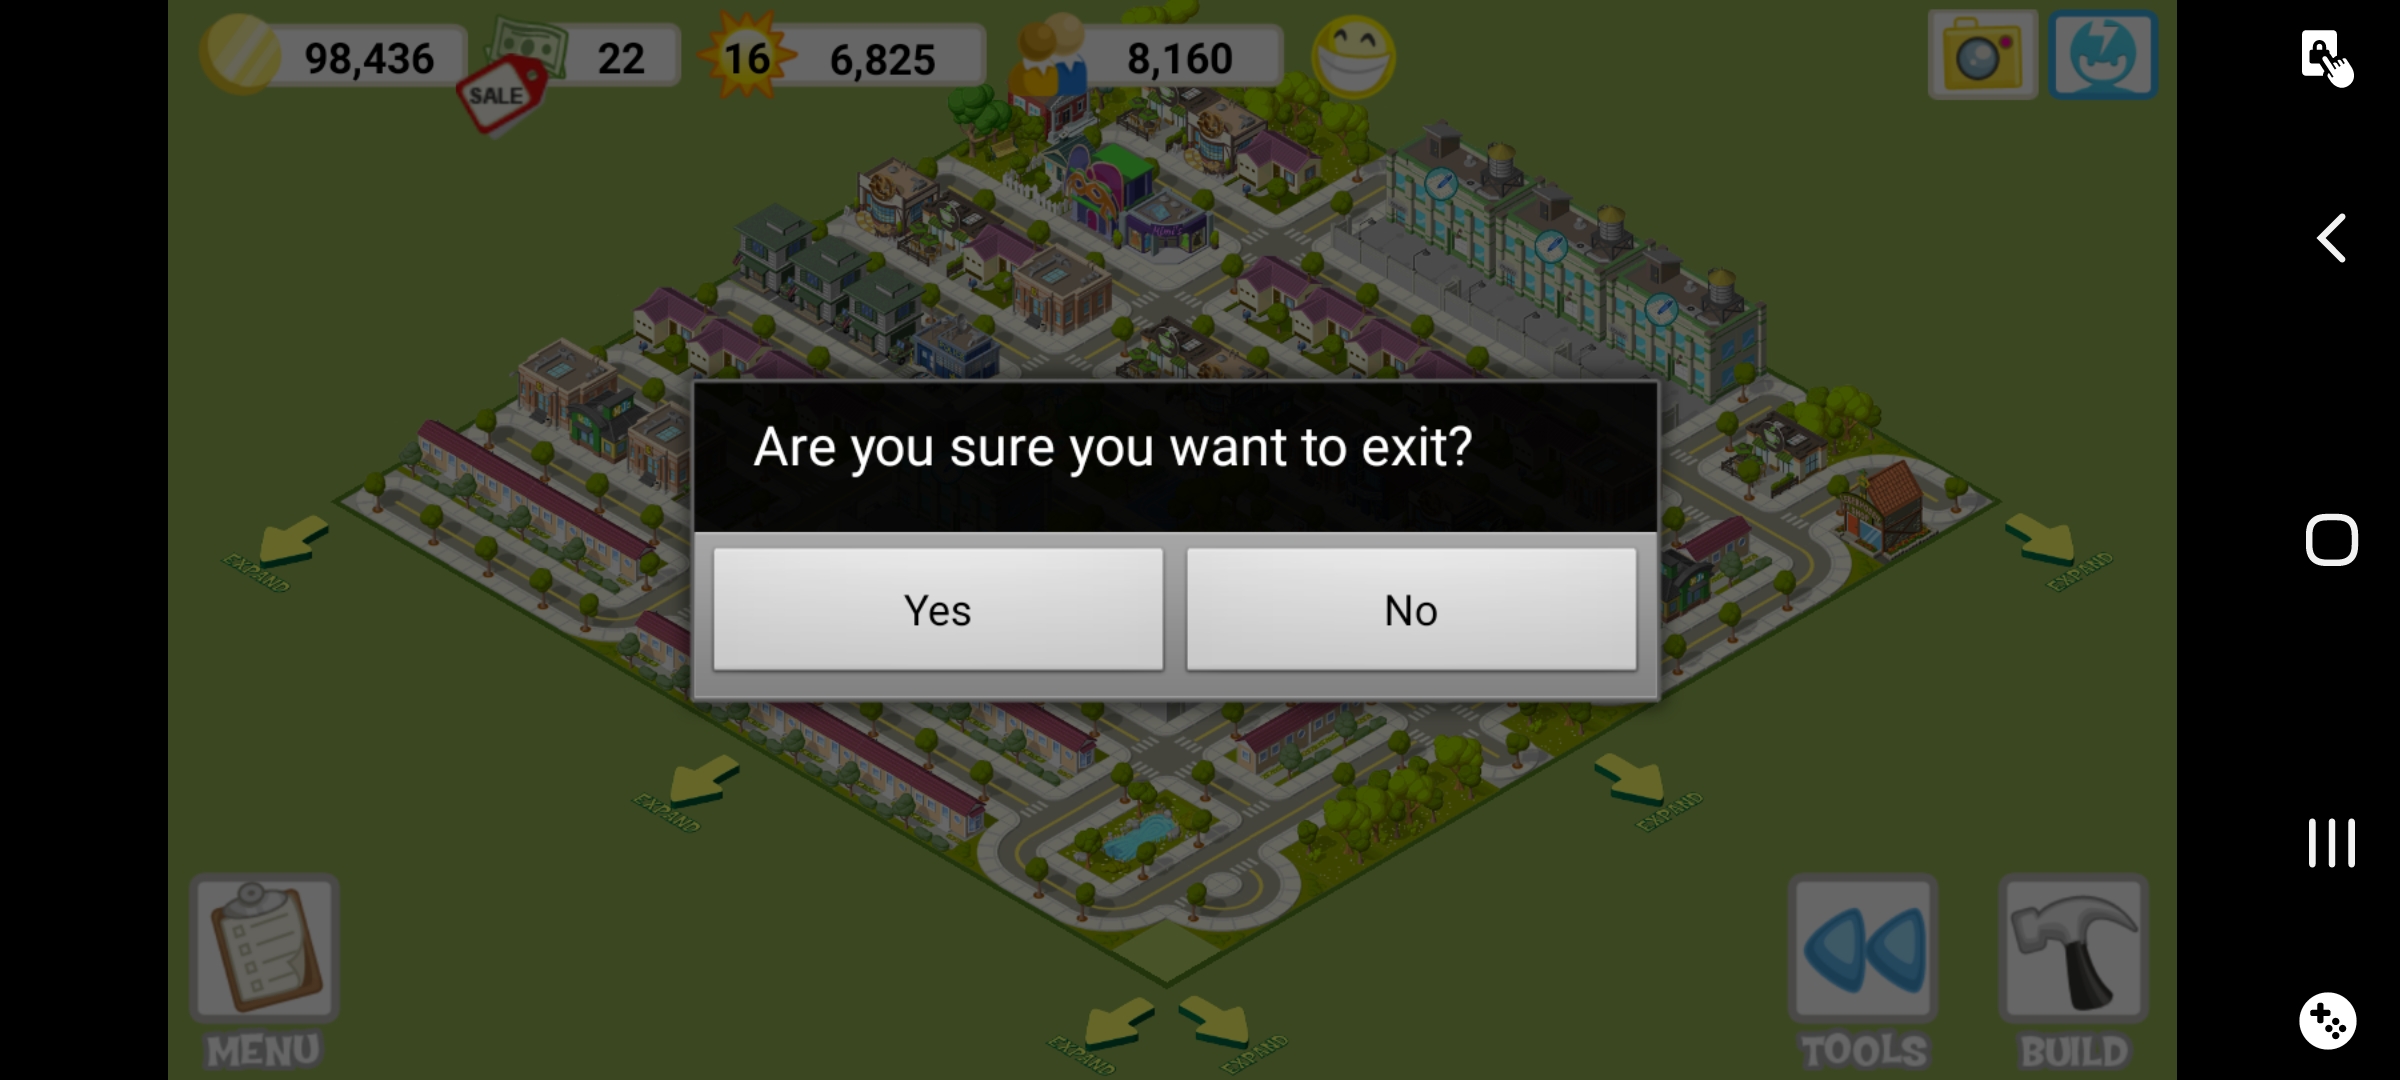 98,436
22
16
6,825
8,160
SALE
Are you sure you want to exit?
Yes
No
EXPAND
EXPAND
EXPAND
EXPAND
EXPAND
EXPAND
MENU
TOOLS
BUILD